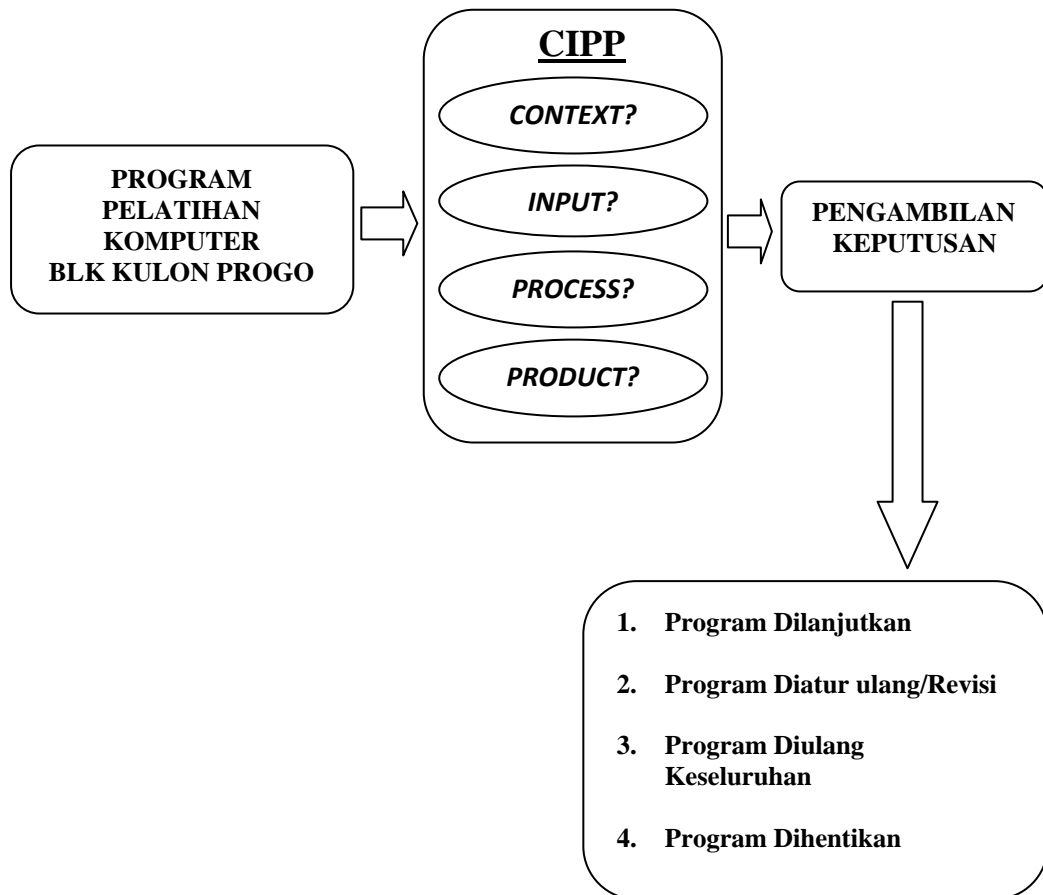 CIPP
CONTEXT?
INPUT?
PROCESS?
PRODUCT?
PROGRAM
PELATIHAN
KOMPUTER
BLK KULON PROGO
PENGAMBILAN
KEPUTUSAN
1. Program Dilanjutkan
2. Program Diatur ulang/Revisi
3. Program Diulang
Keseluruhan
4. Program Dihentikan